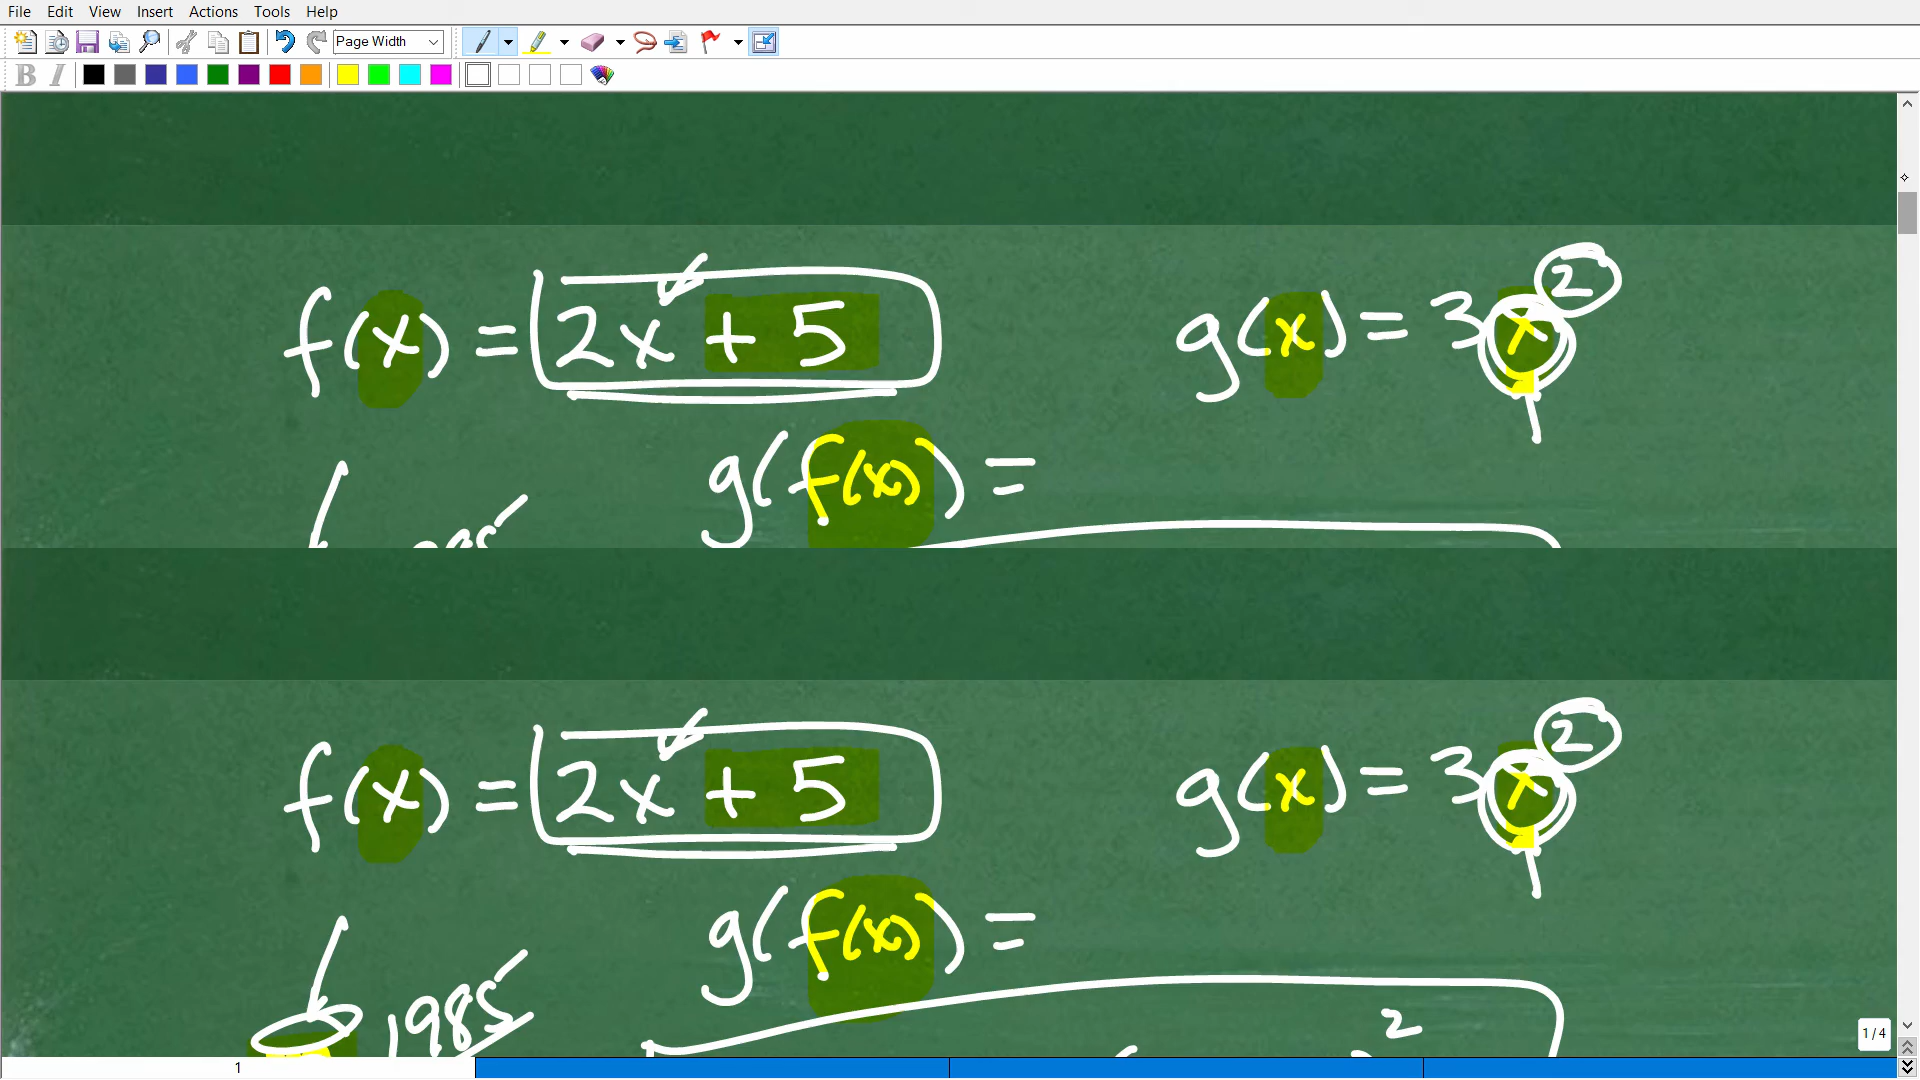 File Edit View Insert Actions Tools Help
Page Width
B I
f(x) = 2x + 5 g(x) = 3x²
g(f(x)) =
f(x) = 2x + 5 g(x) = 3x²
g(f(x)) =
1985
2
1/4
1